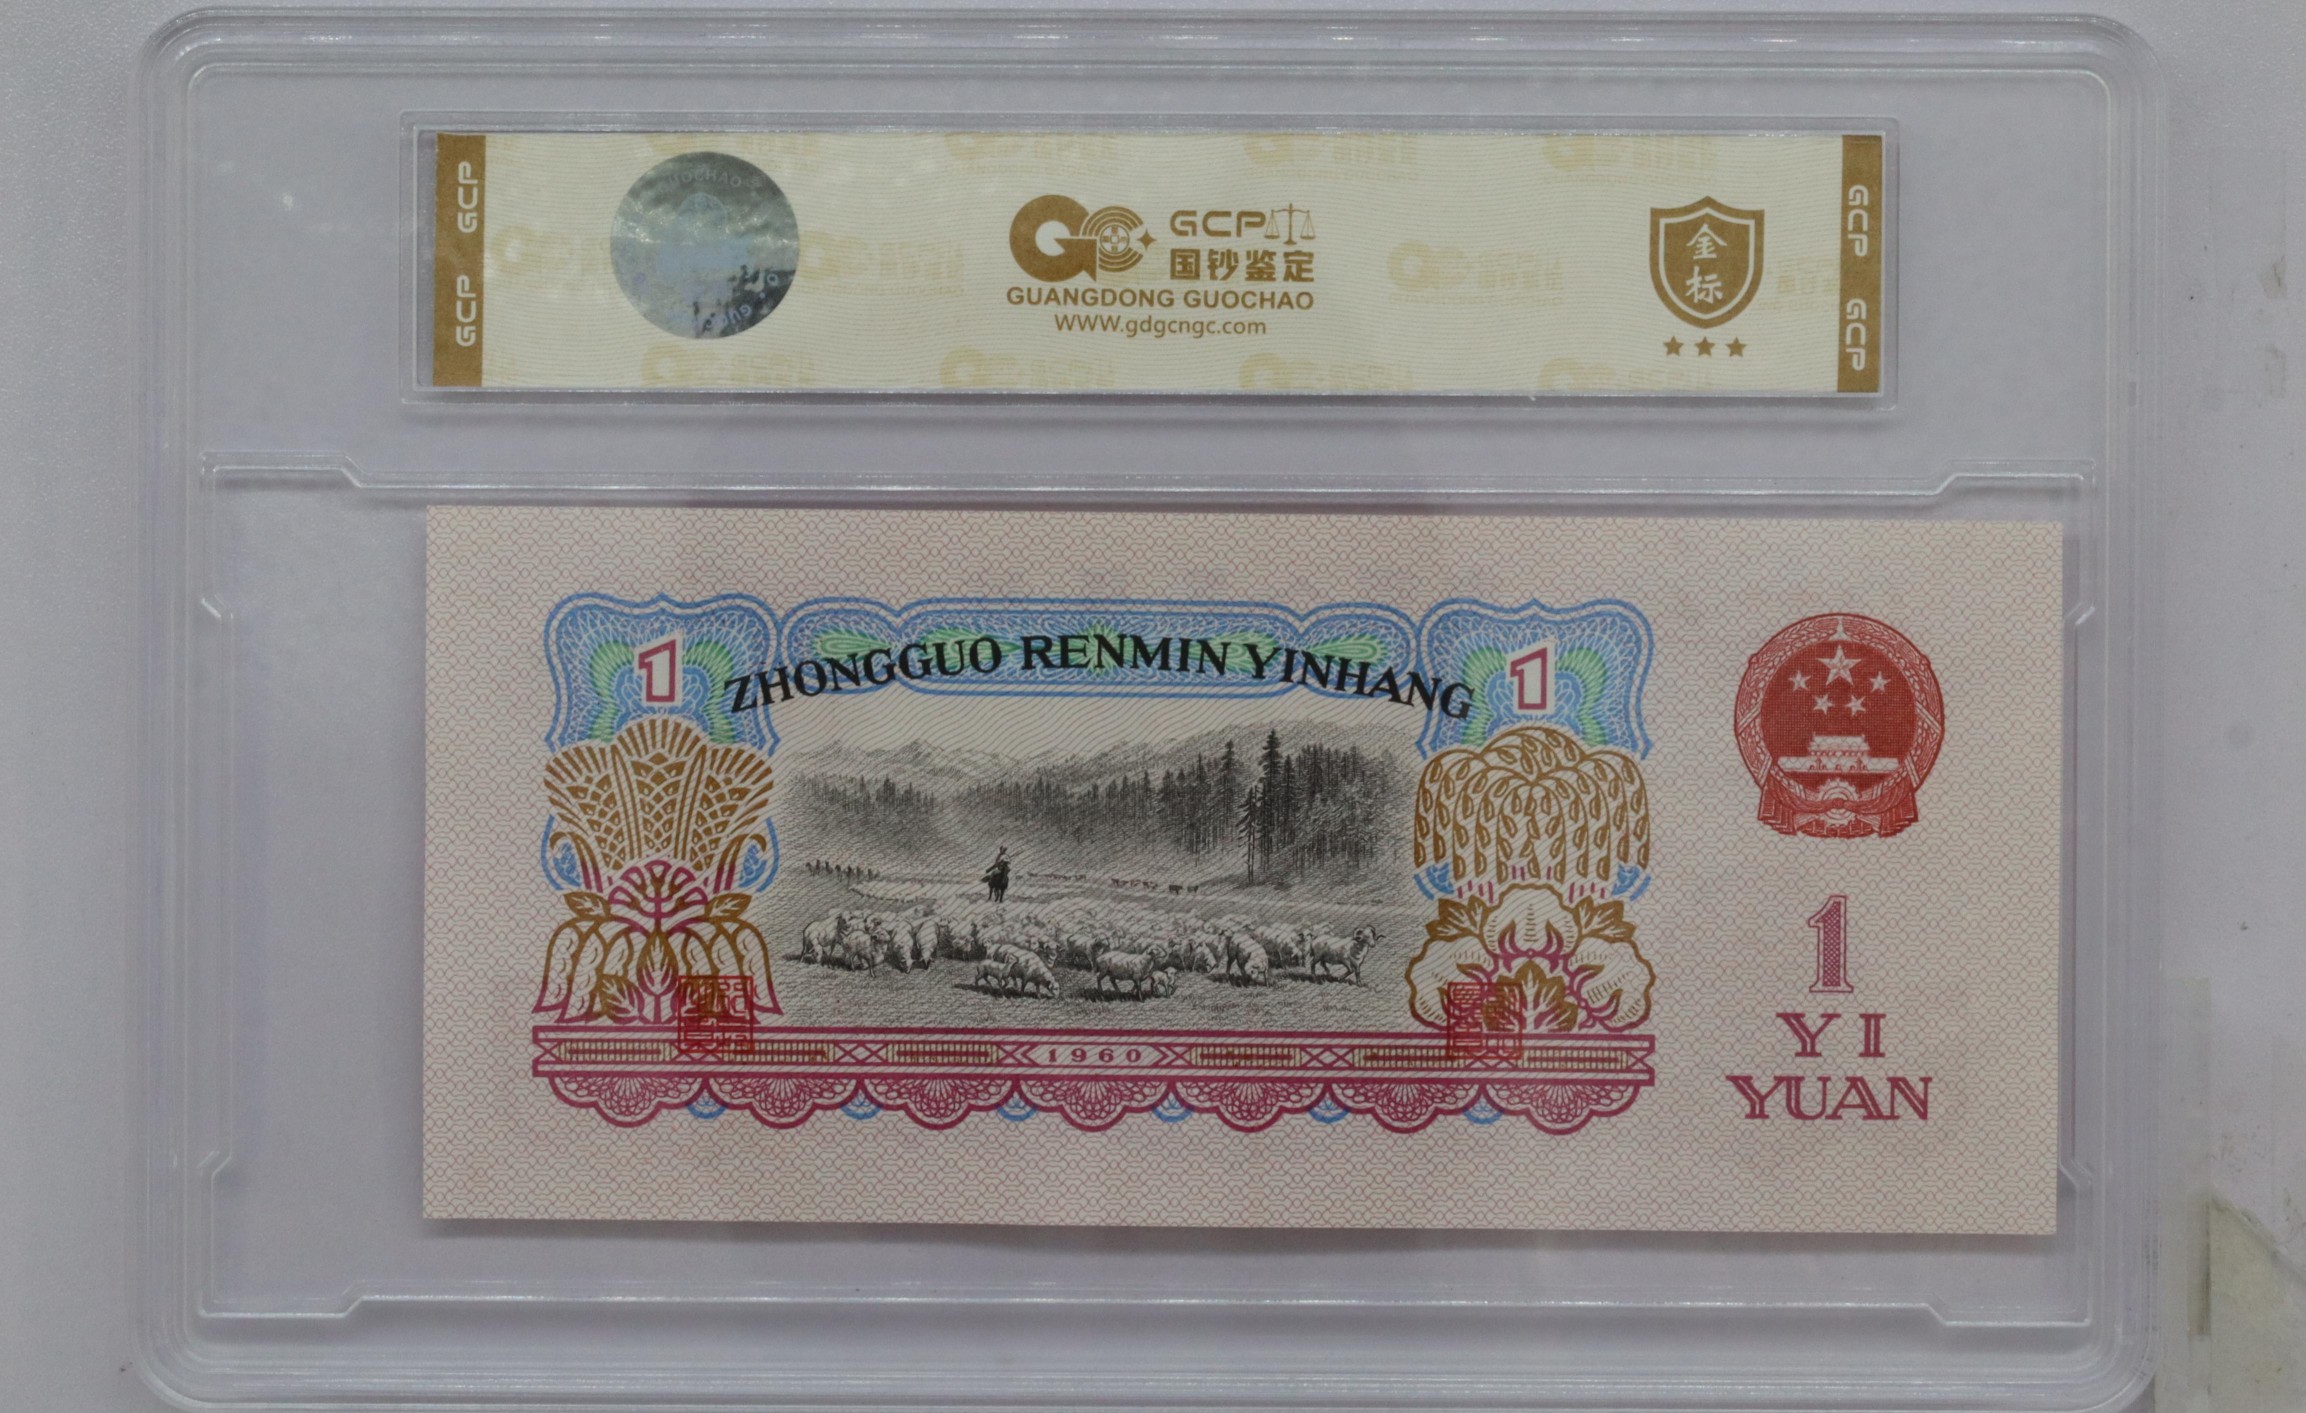 GCP GCP
GUOCHAO
GCP
国钞鉴定
GUANGDONG GUOCHAO
WWW.gdgcngc.com
金标
GCP GCP
1
ZHONGGUO RENMIN YINHANG
1
1960
1
YI
YUAN